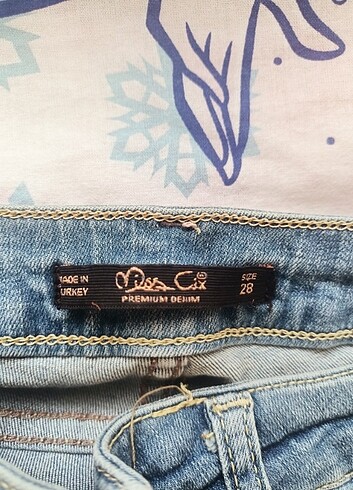 MADE IN
TURKEY
Miss Cix
PREMIUM DENIM
SIZE
28